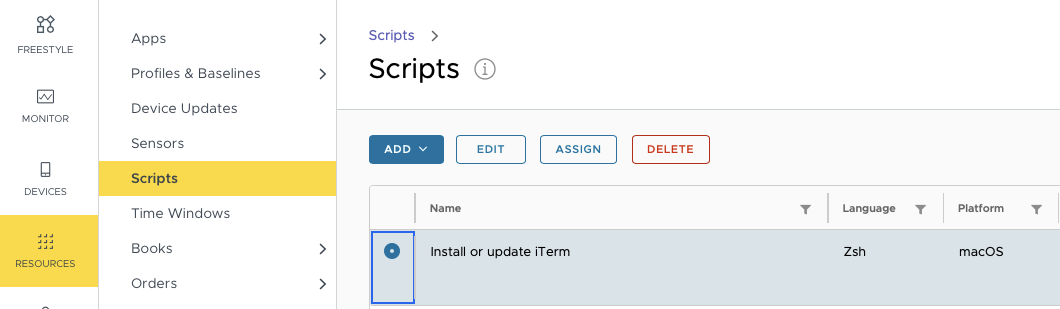 FREESTYLE
MONITOR
DEVICES
RESOURCES
Apps
Profiles & Baselines
Device Updates
Sensors
Scripts
Time Windows
Books
Orders
Scripts
Scripts
ADD EDIT ASSIGN DELETE
Name Language Platform
Install or update iTerm Zsh macOS